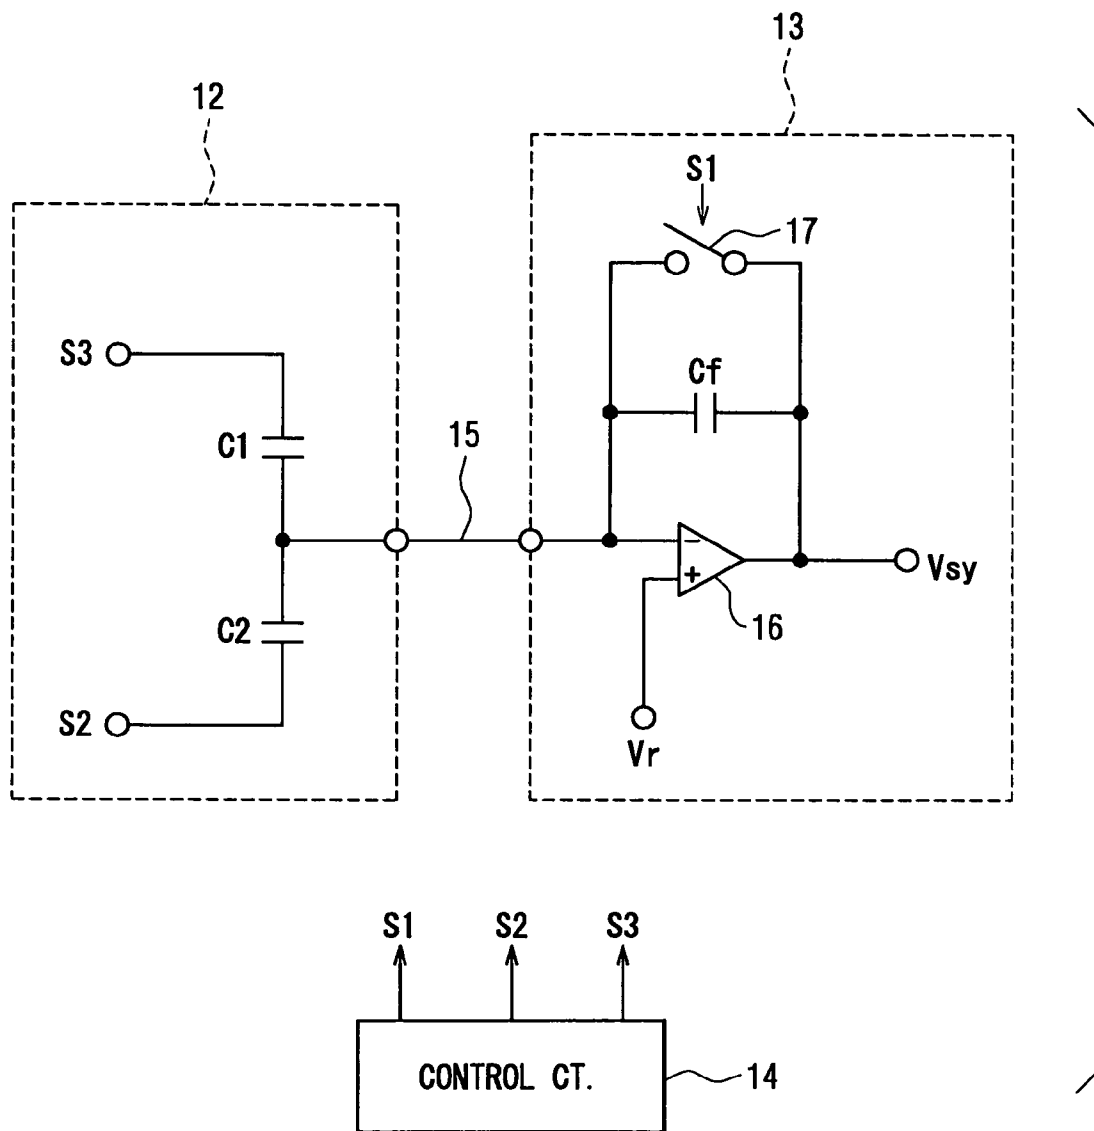 13
12
S1
17
S3
Cf
C1
15
-
Vsy
+
C2
16
S2
Vr
S1 S2 S3
CONTROL CT.
14